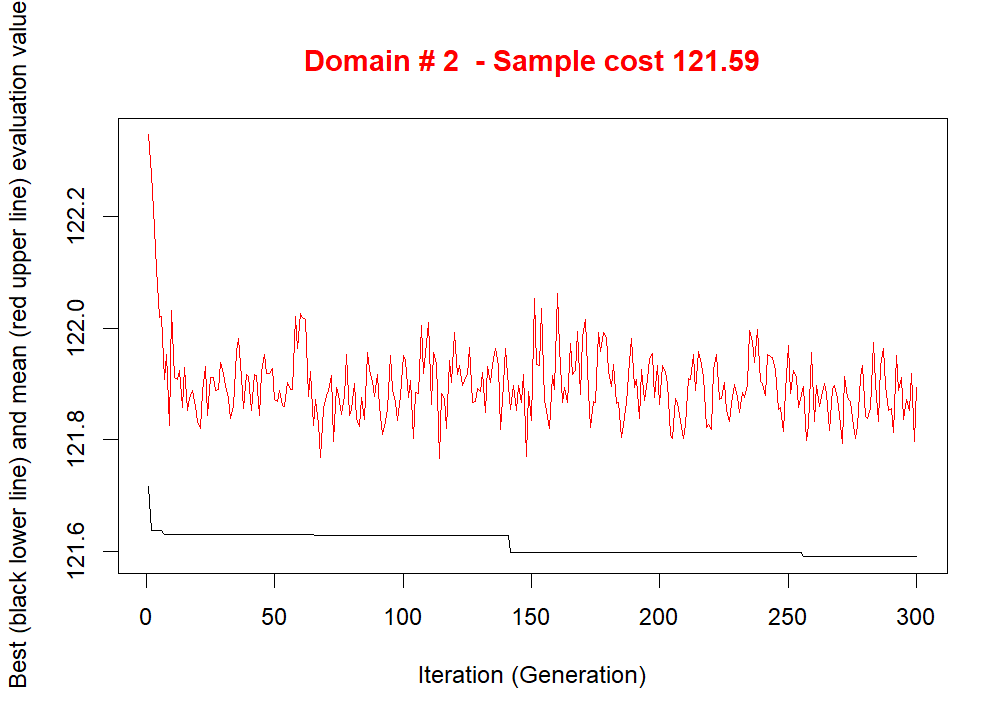 Domain # 2  - Sample cost 121.59
Best (black lower line) and mean (red upper line) evaluation value
122.2
122.0
121.8
121.6
0 50 100 150 200 250 300
Iteration (Generation)